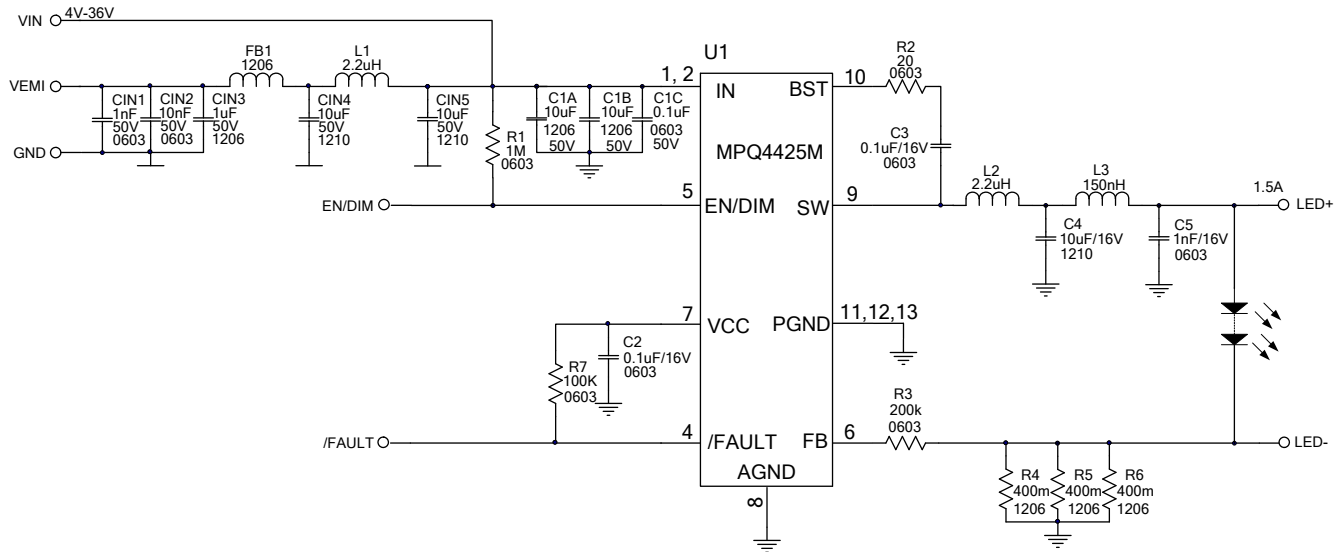 VIN
4V-36V
VEMI
GND
CIN1
1nF
50V
0603
CIN2
10nF
50V
0603
CIN3
1uF
50V
1206
FB1
1206
CIN4
10uF
50V
1210
L1
2.2uH
CIN5
10uF
50V
1210
R1
1M
0603
C1A
10uF
1206
50V
C1B
10uF
1206
50V
C1C
0.1uF
0603
50V
EN/DIM
U1
MPQ4425M
1, 2
IN
5
EN/DIM
7
VCC
4
/FAULT
AGND
8
BST
10
SW
9
PGND
11,12,13
FB
6
R2
20
0603
C3
0.1uF/16V
0603
L2
2.2uH
L3
150nH
1.5A
LED+
C4
10uF/16V
1210
C5
1nF/16V
0603
C2
0.1uF/16V
0603
R7
100K
0603
/FAULT
R3
200k
0603
LED-
R4
400m
1206
R5
400m
1206
R6
400m
1206